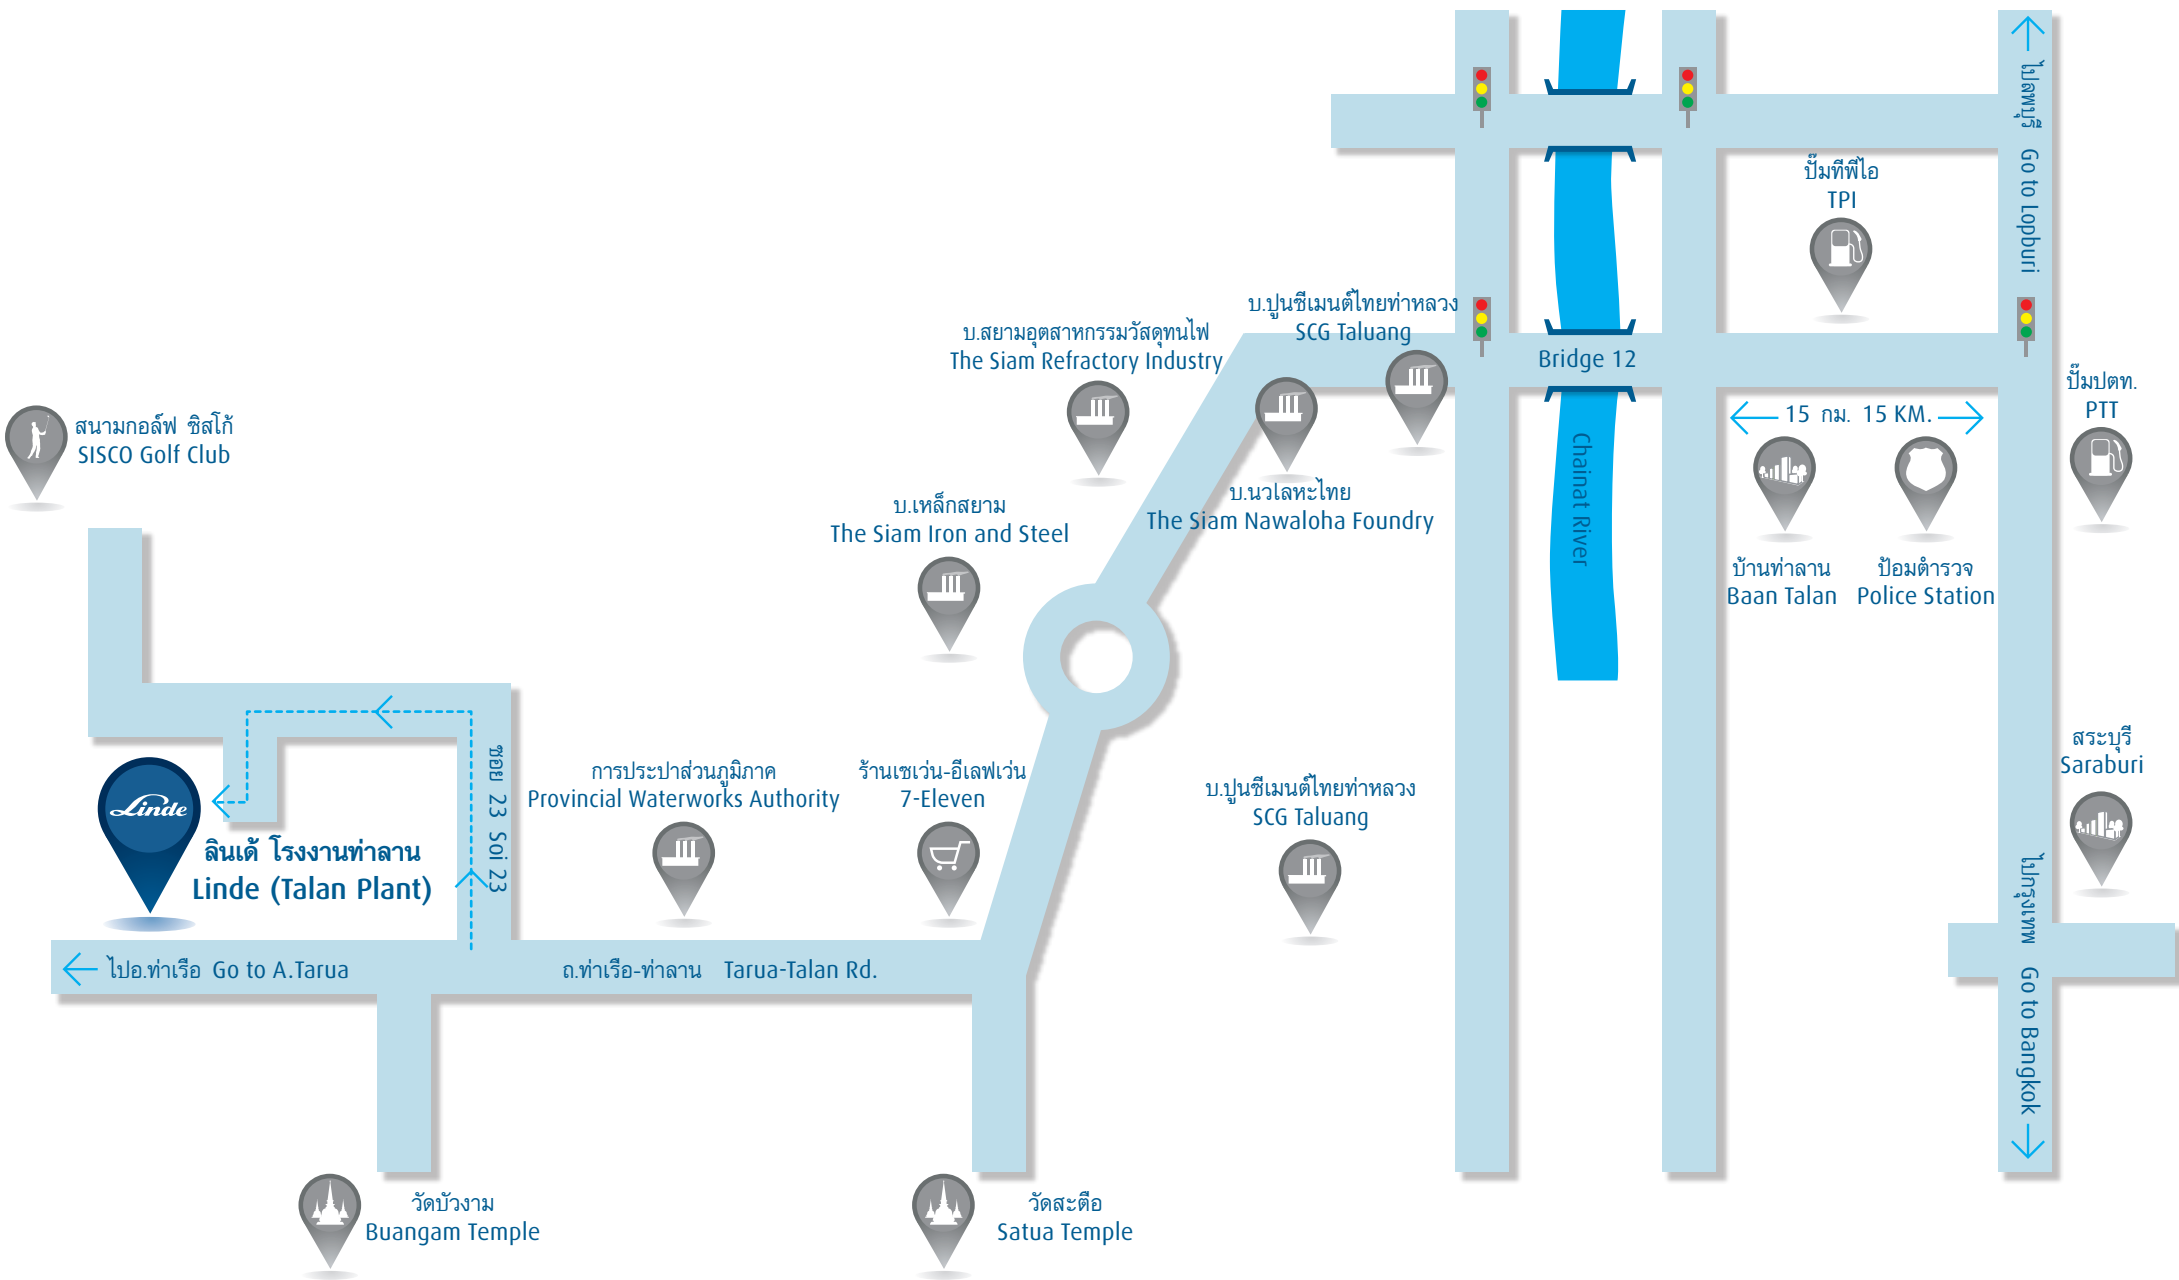 ไปลพบุรี Go to Lopburi
ปั๊มทีพีไอ
TPI
บ.ปูนซีเมนต์ไทยท่าหลวง
SCG Taluang
บ.สยามอุตสาหกรรมวัสดุทนไฟ
The Siam Refractory Industry
Bridge 12
ปั๊มปตท.
PTT
15 กม. 15 KM.
สนามกอล์ฟ ซิสโก้
SISCO Golf Club
Chainat River
บ.นวโลหะไทย
The Siam Nawaloha Foundry
บ.เหล็กสยาม
The Siam Iron and Steel
บ้านท่าลาน
Baan Talan
ป้อมตำรวจ
Police Station
สระบุรี
Saraburi
ซอย 23 Soi 23
การประปาส่วนภูมิภาค
Provincial Waterworks Authority
ร้านเซเว่น-อีเลฟเว่น
7-Eleven
บ.ปูนซีเมนต์ไทยท่าหลวง
SCG Taluang
Linde
ลินเด้ โรงงานท่าลาน
Linde (Talan Plant)
ไปกรุงเทพ Go to Bangkok
ไปอ.ท่าเรือ Go to A.Tarua
ถ.ท่าเรือ-ท่าลาน Tarua-Talan Rd.
วัดบัวงาม
Buangam Temple
วัดสะตือ
Satua Temple